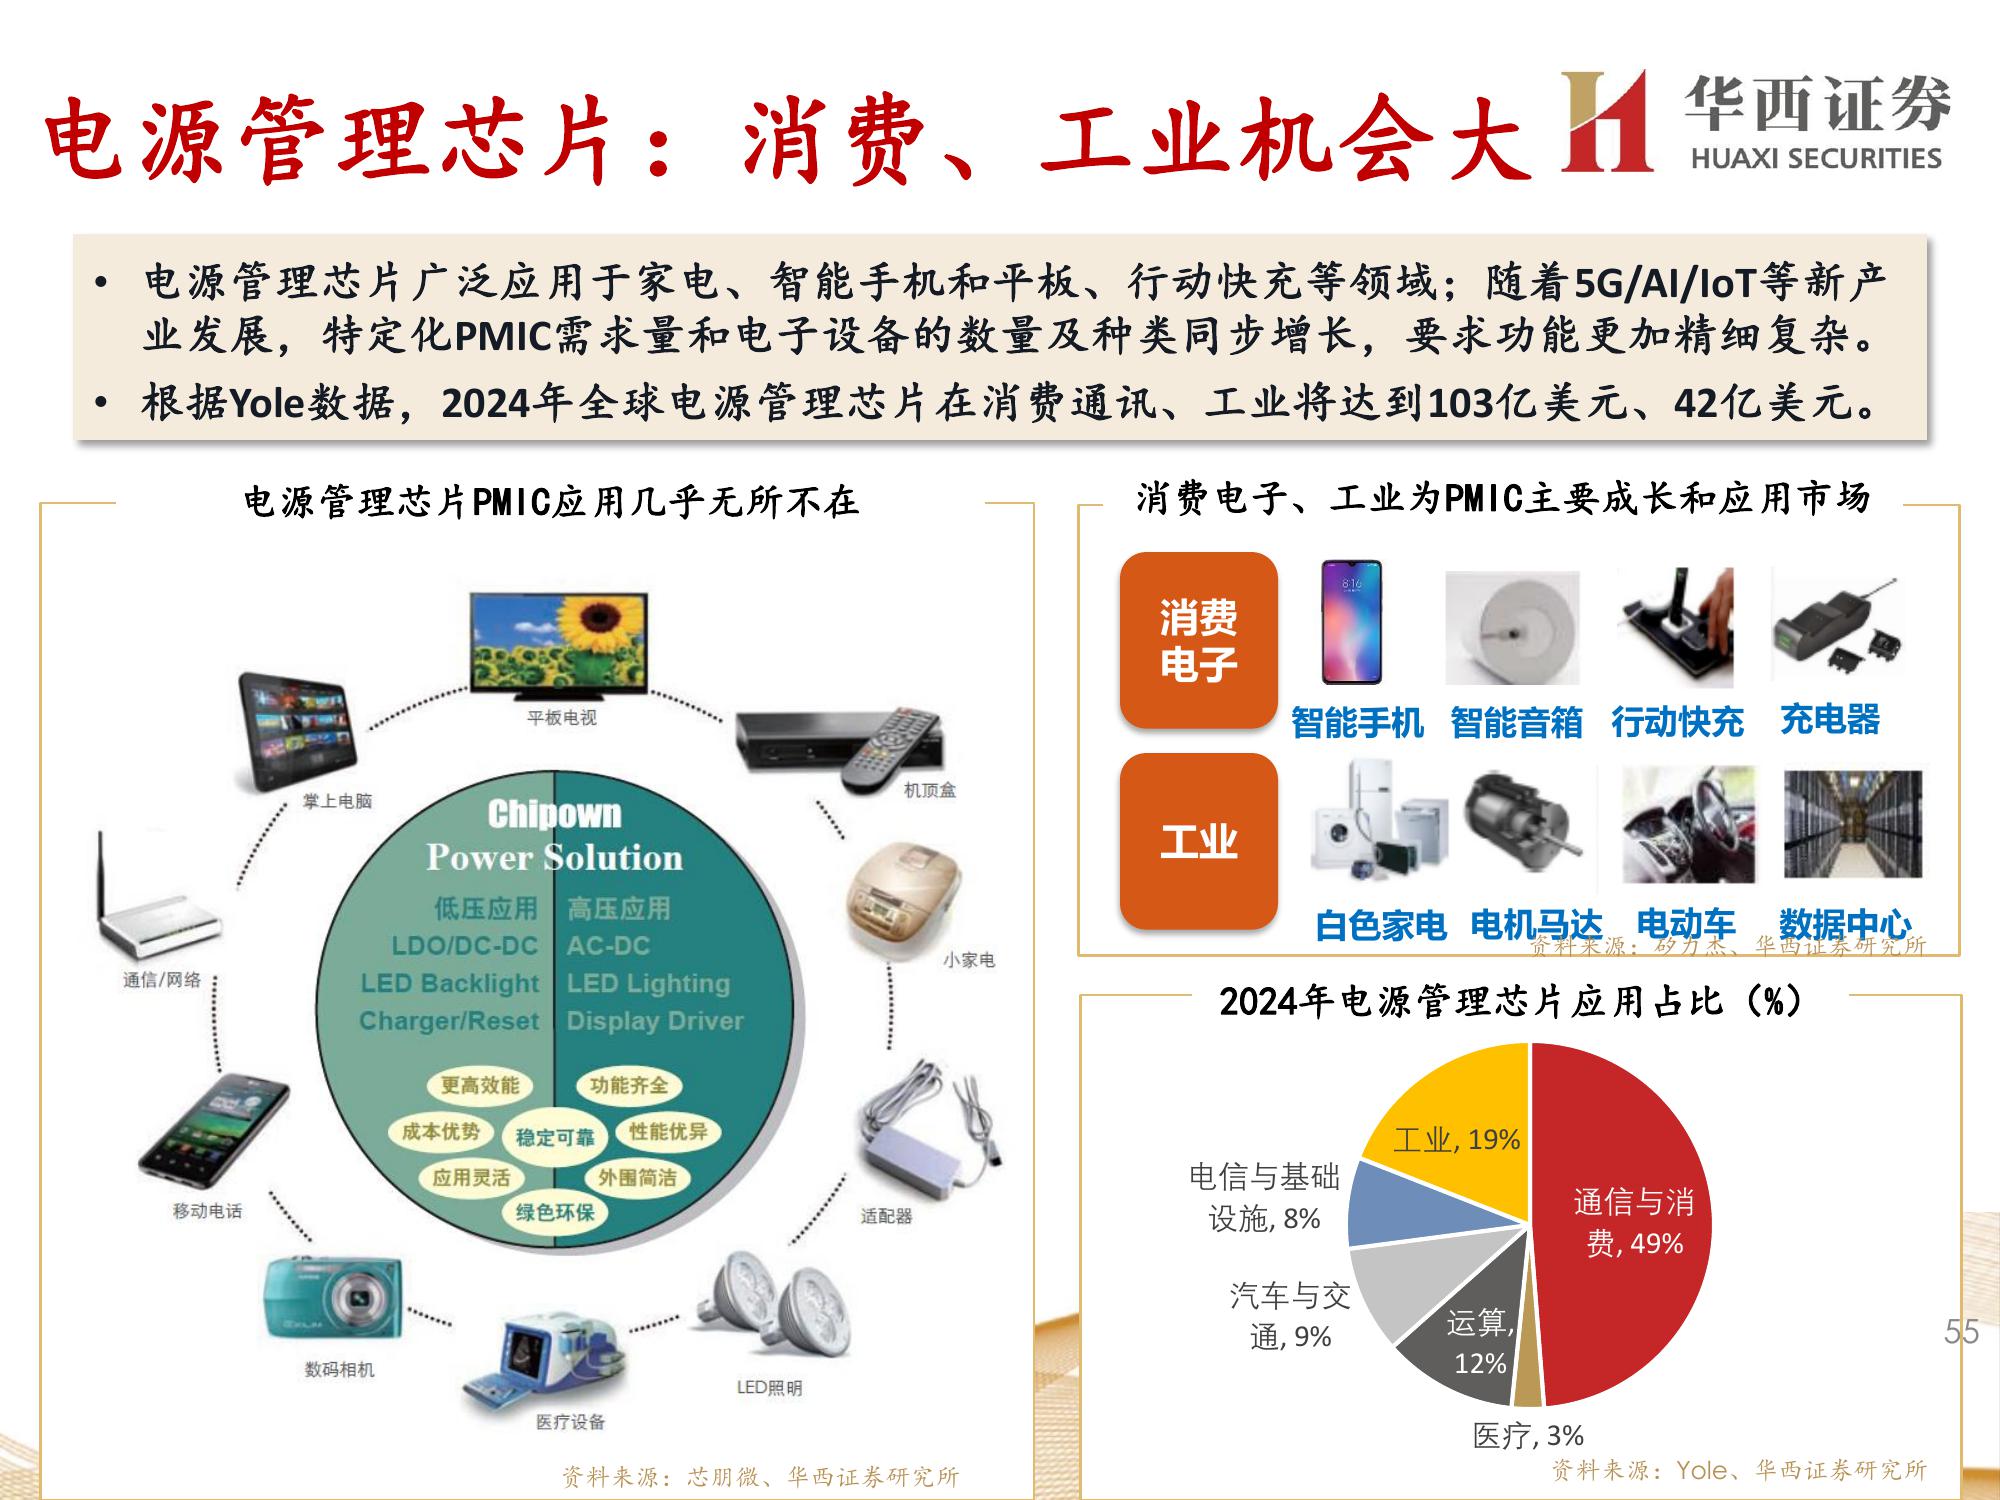 电源管理芯片：消费、工业机会大
华西证券
HUAXI SECURITIES
• 电源管理芯片广泛应用于家电、智能手机和平板、行动快充等领域；随着5G/AI/IoT等新产
业发展，特定化PMIC需求量和电子设备的数量及种类同步增长，要求功能更加精细复杂。
• 根据Yole数据，2024年全球电源管理芯片在消费通讯、工业将达到103亿美元、42亿美元。
电源管理芯片PMIC应用几乎无所不在
平板电视
机顶盒
掌上电脑
小家电
通信/网络
适配器
移动电话
LED照明
数码相机
医疗设备
Chipown
Power Solution
低压应用 高压应用
LDO/DC-DC AC-DC
LED Backlight LED Lighting
Charger/Reset Display Driver
更高效能 功能齐全
成本优势 稳定可靠 性能优异
应用灵活 外围简洁
绿色环保
资料来源：芯朋微、华西证券研究所
消费电子、工业为PMIC主要成长和应用市场
消费
电子
8:16
智能手机 智能音箱 行动快充 充电器
工业
白色家电 电机马达 电动车 数据中心
资料来源：矽力杰、华西证券研究所
2024年电源管理芯片应用占比（%）
工业, 19%
通信与消
费, 49%
电信与基础
设施, 8%
汽车与交
通, 9%
运算,
12%
医疗, 3%
资料来源：Yole、华西证券研究所
55